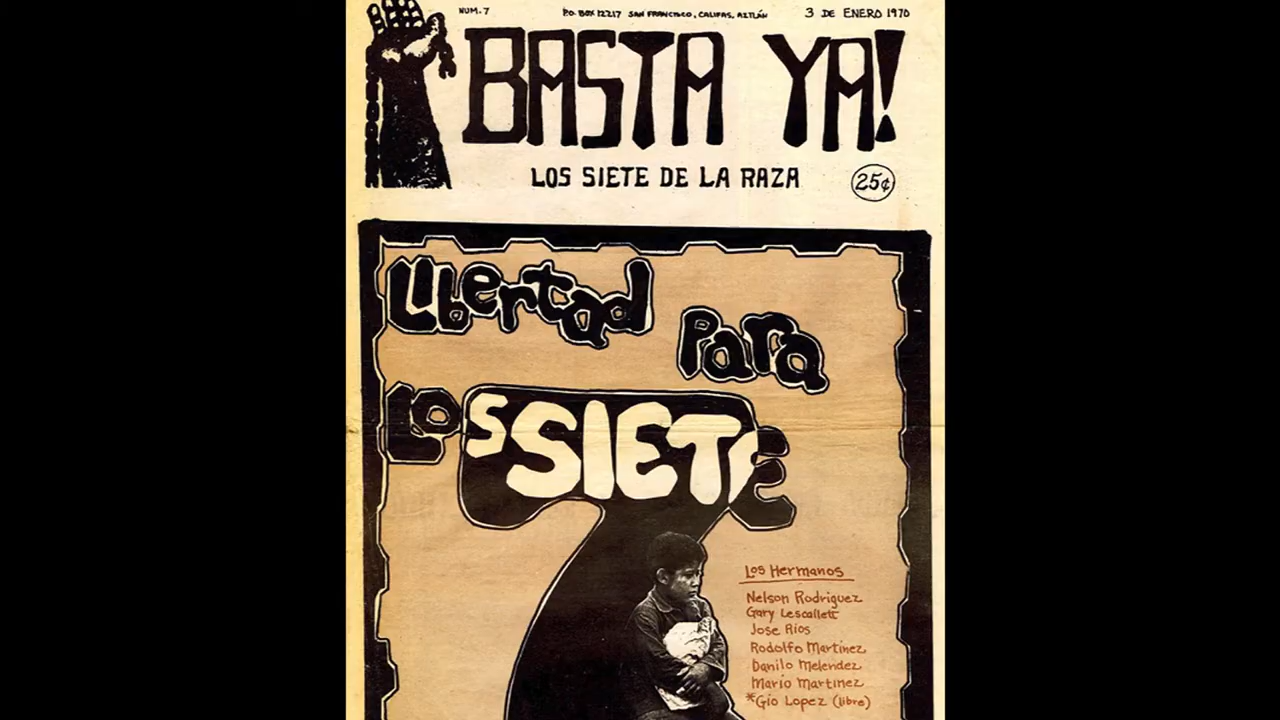 NUM. 7 P.O. BOX 12217 SAN FRANCISCO, CALIFAS, AZTLÁN 3 DE ENERO 1970
BASTA YA!
LOS SIETE DE LA RAZA 25¢
Libertad
Para
LOS SIETE
Los Hermanos
Nelson Rodriguez
Gary Lescallett
Jose Rios
Rodolfo Martinez
Danilo Melendez
Mario Martinez
*Gio Lopez (libre)